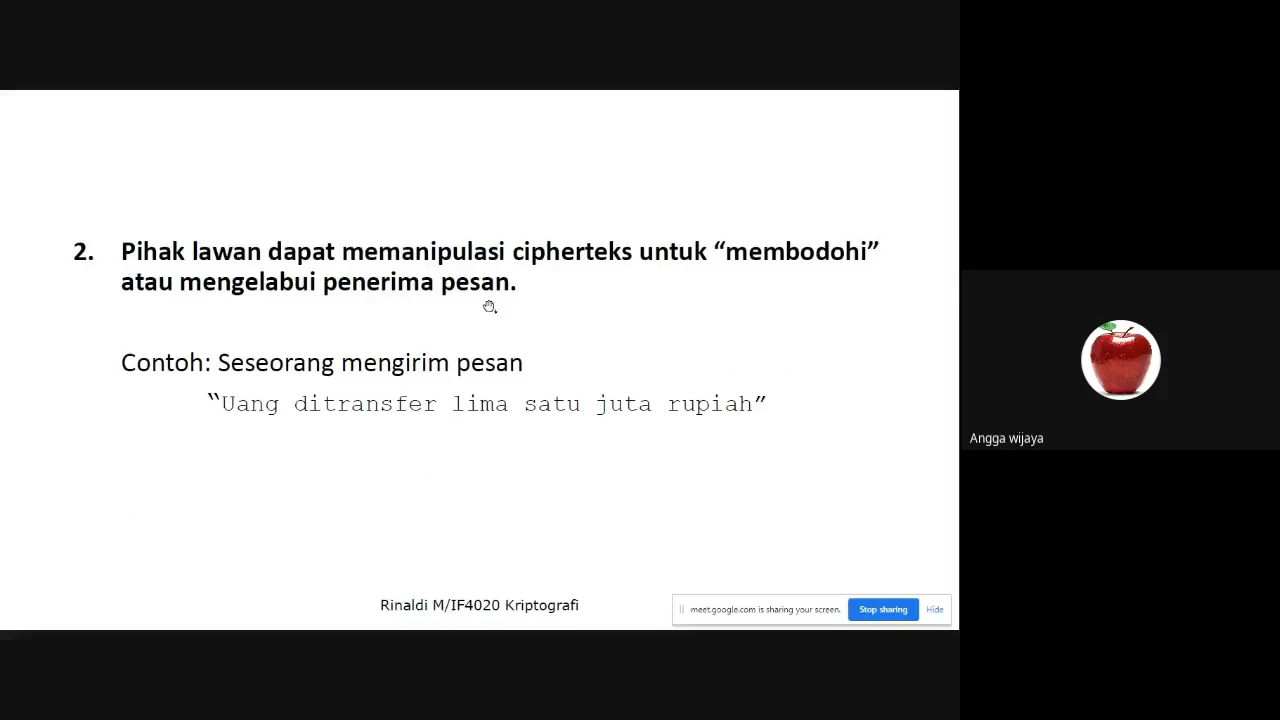 2. Pihak lawan dapat memanipulasi cipherteks untuk “membodohi”
atau mengelabui penerima pesan.
Contoh: Seseorang mengirim pesan
“Uang ditransfer lima satu juta rupiah”
Rinaldi M/IF4020 Kriptografi
meet.google.com is sharing your screen. Stop sharing Hide
Angga wijaya